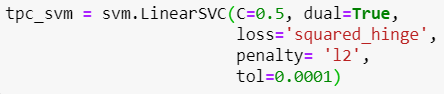 tpc_svm = svm.LinearSVC(C=0.5, dual=True,
loss='squared_hinge',
penalty= 'l2',
tol=0.0001)